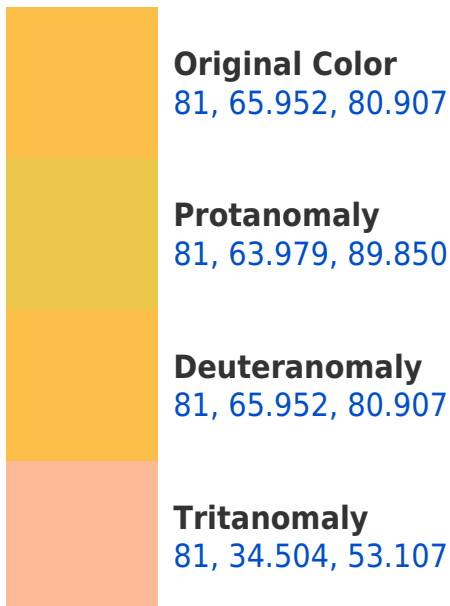 Original Color
81, 65.952, 80.907
Protanomaly
81, 63.979, 89.850
Deuteranomaly
81, 65.952, 80.907
Tritanomaly
81, 34.504, 53.107